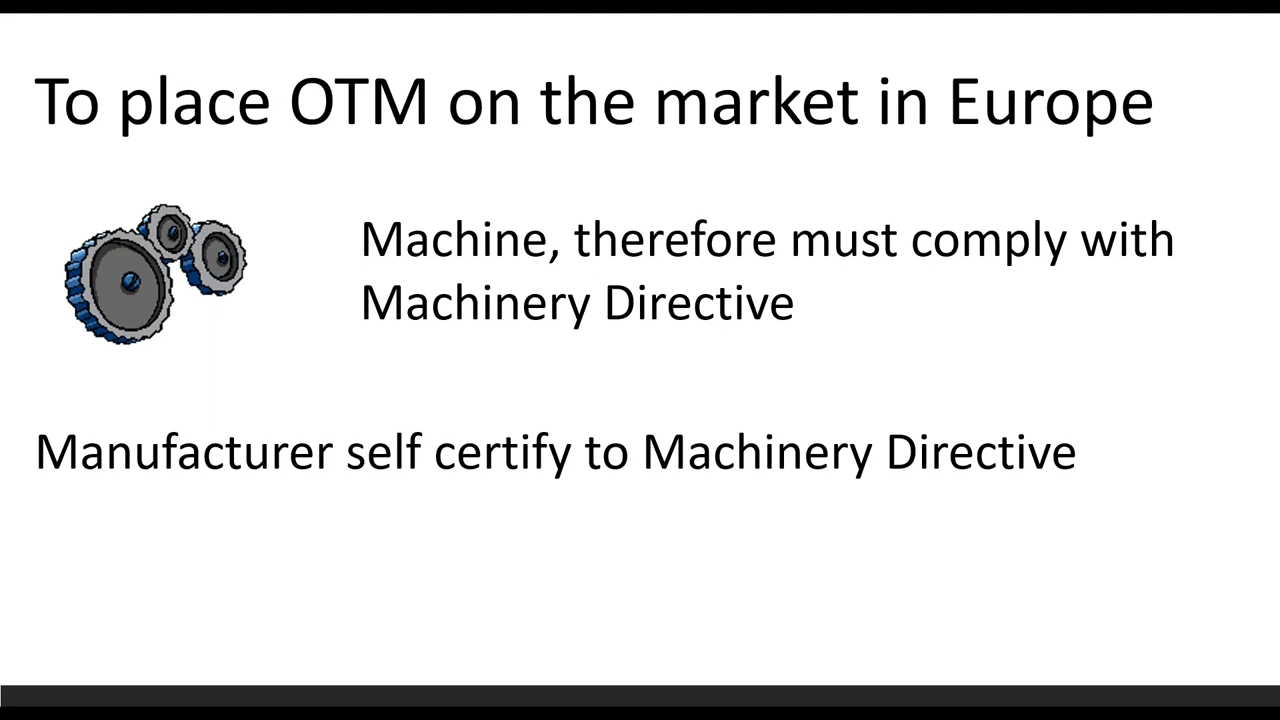 To place OTM on the market in Europe
Machine, therefore must comply with
Machinery Directive
Manufacturer self certify to Machinery Directive